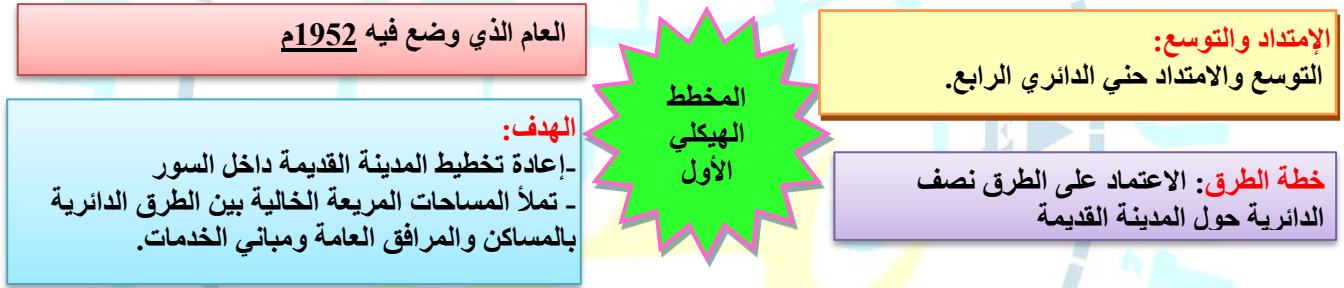 العام الذي وضع فيه 1952م
الإمتداد والتوسع:
التوسع والامتداد حني الدائري الرابع.
المخطط
الهيكلي
الأول
الهدف:
-إعادة تخطيط المدينة القديمة داخل السور
- تملأ المساحات المريعة الخالية بين الطرق الدائرية
بالمساكن والمرافق العامة ومباني الخدمات.
خطة الطرق: الاعتماد على الطرق نصف
الدائرية حول المدينة القديمة